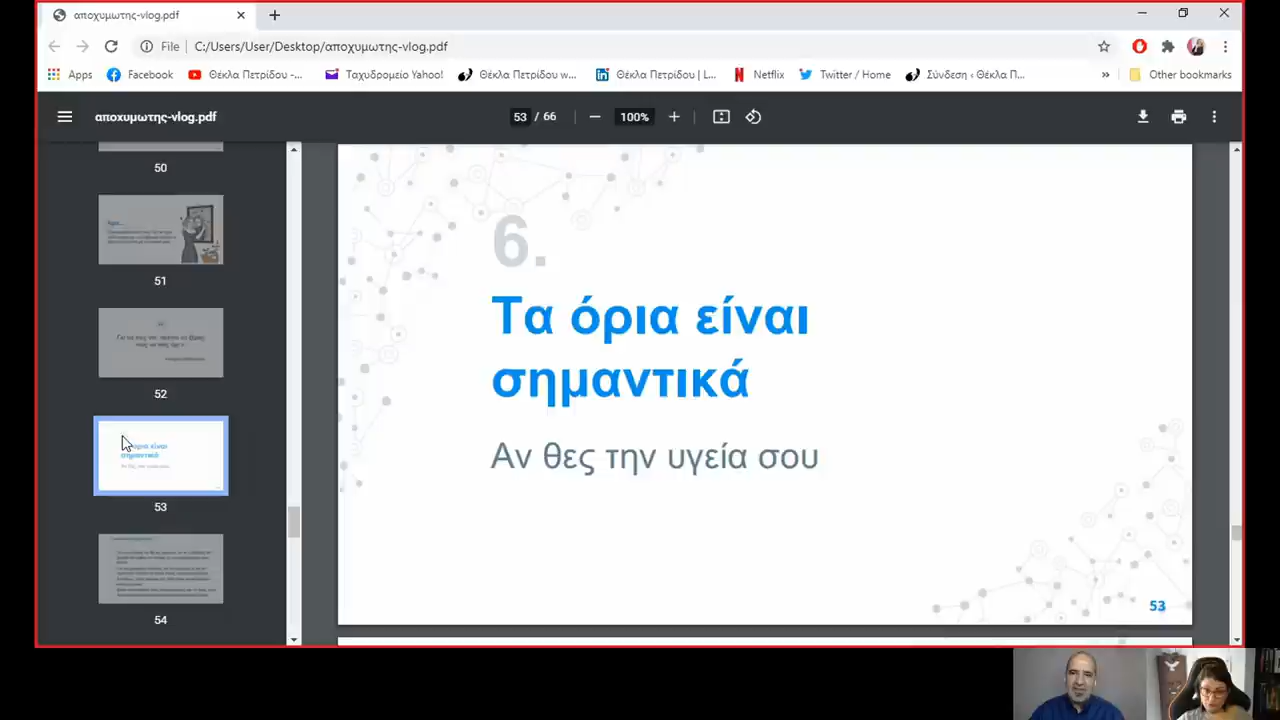 αποχυμωτης-vlog.pdf
File C:/Users/User/Desktop/αποχυμωτης-vlog.pdf
Apps Facebook Θέκλα Πετρίδου -... Ταχυδρομείο Yahoo! Θέκλα Πετρίδου w... Θέκλα Πετρίδου | L... Netflix Twitter / Home Σύνδεση ‹ Θέκλα Π... » Other bookmarks
αποχυμωτης-vlog.pdf 53 / 66 100%
50
51
52
53
54
6.
Τα όρια είναι
σημαντικά
Αν θες την υγεία σου
53